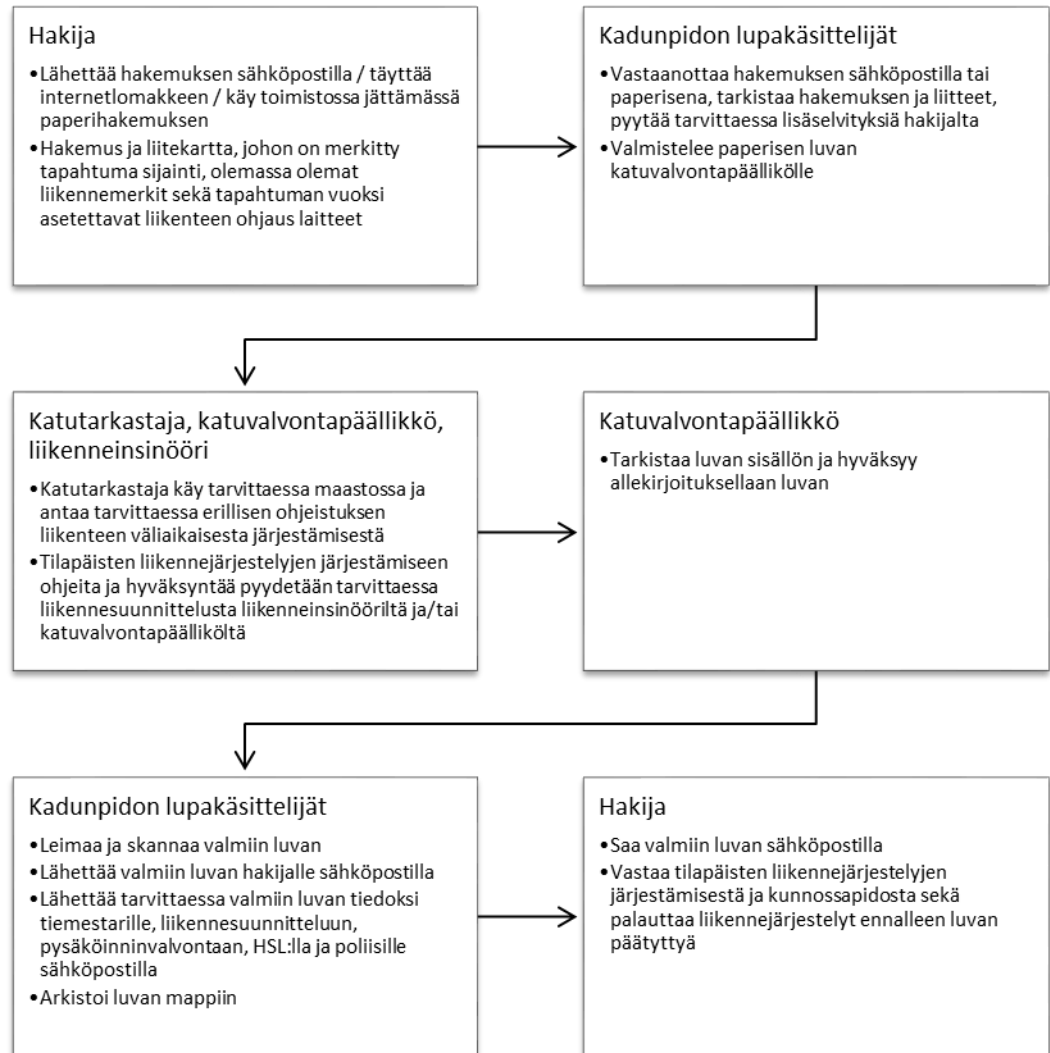 Hakija
•Lähettää hakemuksen sähköpostilla / täyttää
internetlomakkeen / käy toimistossa jättämässä
paperihakemuksen
•Hakemus ja liitekartta, johon on merkitty
tapahtuma sijainti, olemassa olemat
liikennemerkit sekä tapahtuman vuoksi
asetettavat liikenteen ohjaus laitteet
Kadunpidon lupakäsittelijät
•Vastaanottaa hakemuksen sähköpostilla tai
paperisena, tarkistaa hakemuksen ja liitteet,
pyytää tarvittaessa lisäselvityksiä hakijalta
•Valmistelee paperisen luvan
katuvalvontapäällikölle
Katutarkastaja, katuvalvontapäällikkö,
liikenneinsinööri
•Katutarkastaja käy tarvittaessa maastossa ja
antaa tarvittaessa erillisen ohjeistuksen
liikenteen väliaikaisesta järjestämisestä
•Tilapäisten liikennejärjestelyjen järjestämiseen
ohjeita ja hyväksyntää pyydetään tarvittaessa
liikennesuunnittelusta liikenneinsinööriltä ja/tai
katuvalvontapäälliköltä
Katuvalvontapäällikkö
•Tarkistaa luvan sisällön ja hyväksyy
allekirjoituksellaan luvan
Kadunpidon lupakäsittelijät
•Leimaa ja skannaa valmiin luvan
•Lähettää valmiin luvan hakijalle sähköpostilla
•Lähettää tarvittaessa valmiin luvan tiedoksi
tiemestarille, liikennesuunnitteluun,
pysäköinninvalvontaan, HSL:lla ja poliisille
sähköpostilla
•Arkistoi luvan mappiin
Hakija
•Saa valmiin luvan sähköpostilla
•Vastaa tilapäisten liikennejärjestelyjen
järjestämisestä ja kunnossapidosta sekä
palauttaa liikennejärjestelyt ennalleen luvan
päätyttyä